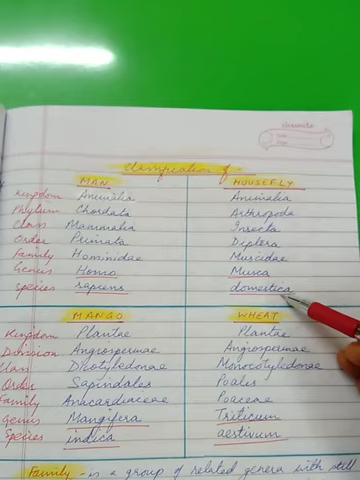 Classification of -
MAN HOUSEFLY
Kingdom Animalia Animalia
Phylum Chordata Arthropoda
Class Mammalia Insecta
Order Primata Diptera
Family Hominidae Muscidae
Genus Homo Musca
Species sapiens domestica
MANGO WHEAT
Kingdom Plantae Plantae
Division Angiospermae Angiospermae
Class Dicotyledonae Monocotyledonae
Order Sapindales Poales
Family Anacardiaceae Poaceae
Genus Mangifera Triticum
Species indica aestivum
Family - is a group of related genera with still